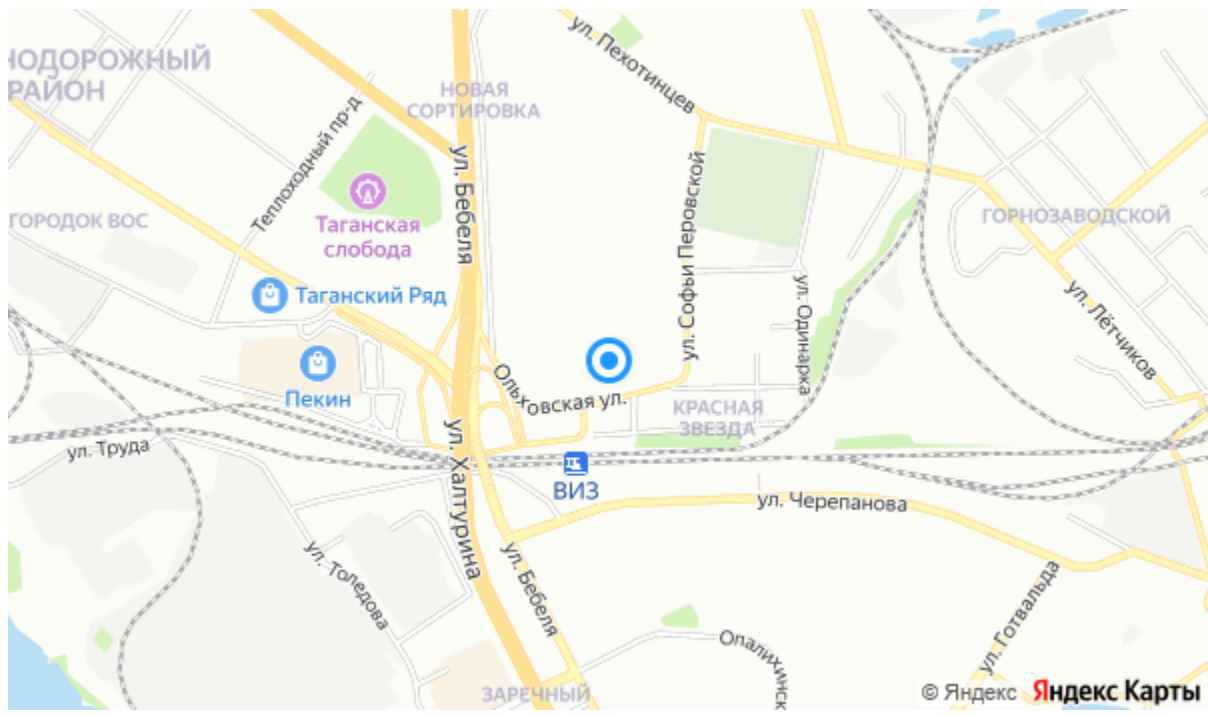 НОДОРОЖНЫЙ
РАЙОН
НОВАЯ
СОРТИРОВКА
ул. Пехотинцев
Теплоходный пр-д
ул. Бебеля
ул. Софьи Перовской
Таганская
слобода
ГОРОДОК ВОС
ГОРНОЗАВОДСКОЙ
Таганский Ряд
ул. Одинарка
ул. Лётчиков
Пекин
Ольховская ул.
КРАСНАЯ
ЗВЕЗДА
ул. Труда
ул. Халтурина
ВИЗ
ул. Черепанова
ул. Толедова
ул. Бебеля
ул. Готвальда
Опалихинск
ЗАРЕЧНЫЙ
© Яндекс Яндекс Карты